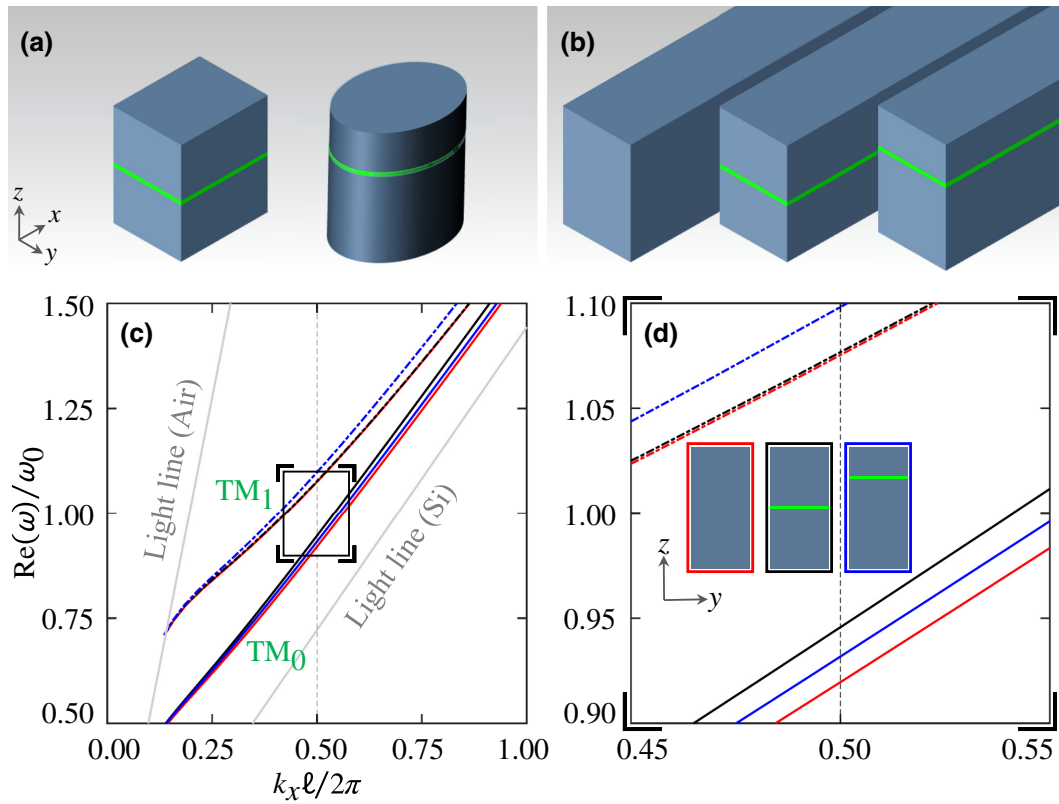 (a)
(b)
z
x
y
1.50
1.25
1.00
0.75
0.50
Re(ω)/ω0
(c)
Light line (Air)
TM1
TM0
Light line (Si)
0.00
0.25
0.50
0.75
1.00
kxℓ/2π
1.10
1.05
1.00
0.95
0.90
(d)
z
y
0.45
0.50
0.55